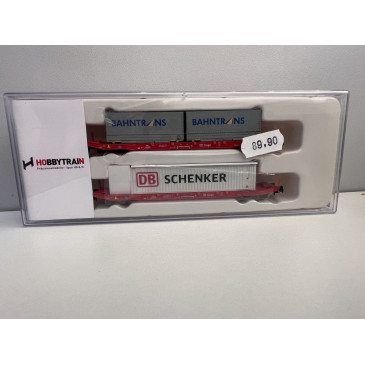 BAHNTRANS BAHNTRANS
89,90
HOBBYTRAIN
DB SCHENKER